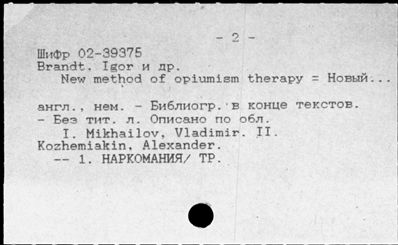 - 2 -
Шифр 02-39375
Brandt, Igor и др.
New method of opiumism therapy = Новый...
англ., нем. - Библиогр. в конце текстов.
- Без тит. л. Описано по обл.
I. Mikhailov, Vladimir. II.
Kozhemiakin, Alexander.
-- 1. НАРКОМАНИЯ/ ТР.